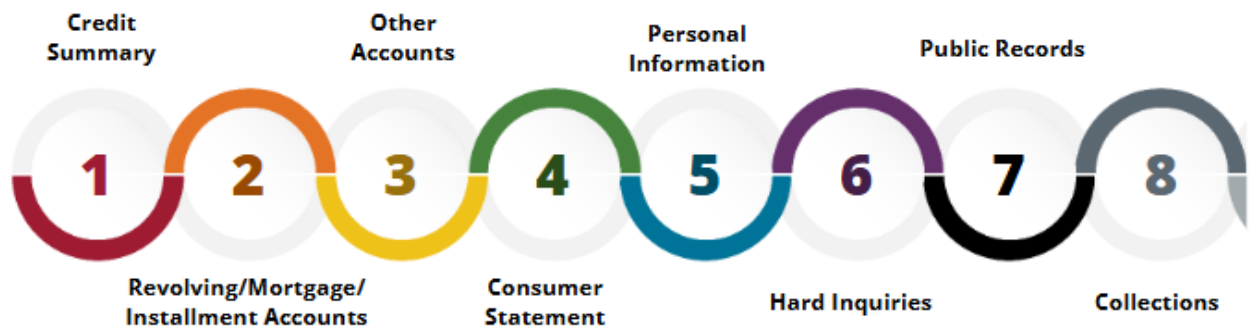 Credit
Summary
1
2
Revolving/Mortgage/
Installment Accounts
Other
Accounts
3
4
Consumer
Statement
Personal
Information
5
6
Hard Inquiries
Public Records
7
8
Collections